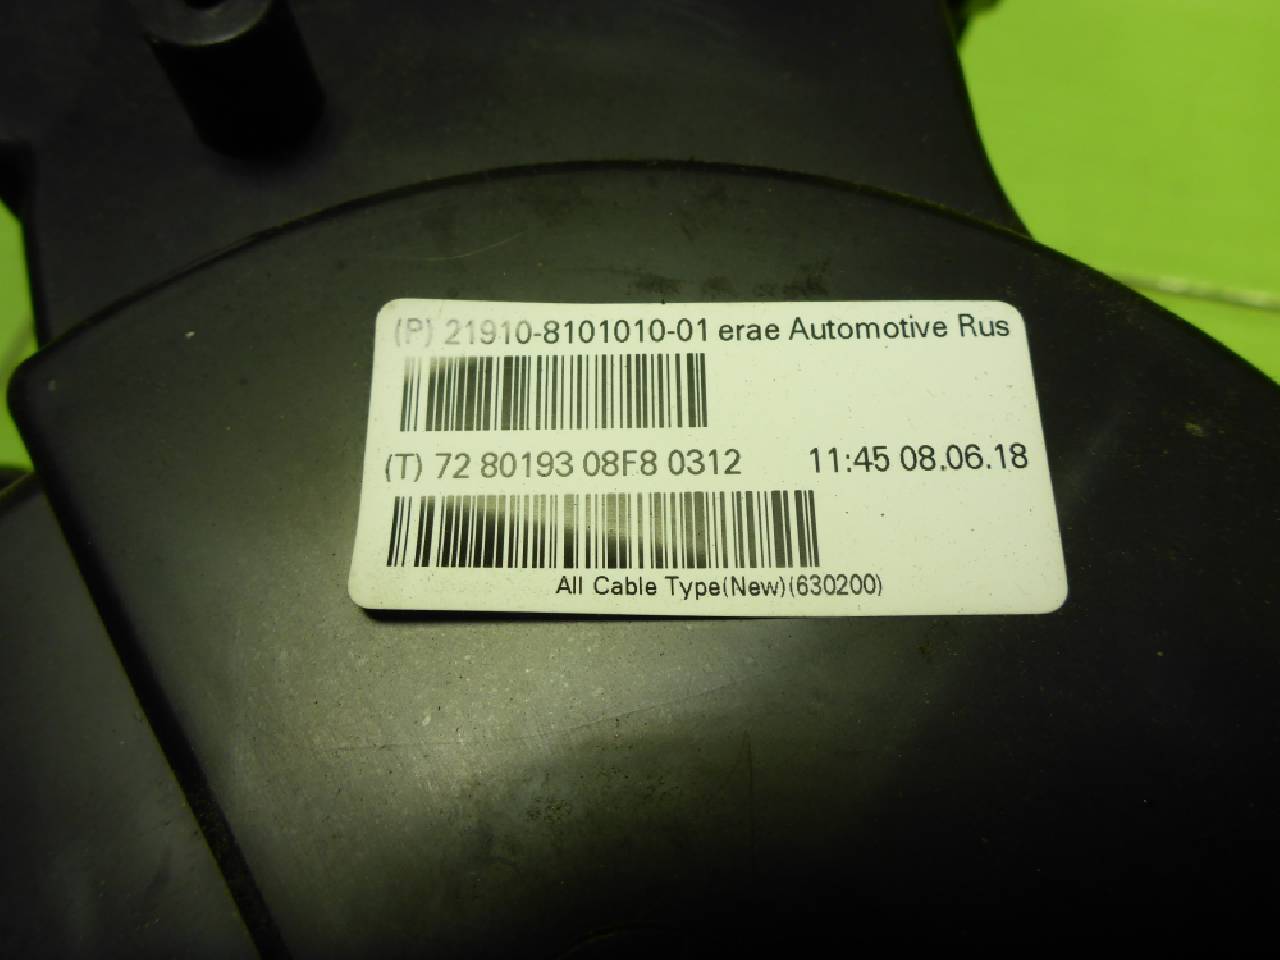 (P) 21910-8101010-01 erae Automotive Rus
(T) 72 80193 08F8 0312 11:45 08.06.18
All Cable Type(New)(630200)